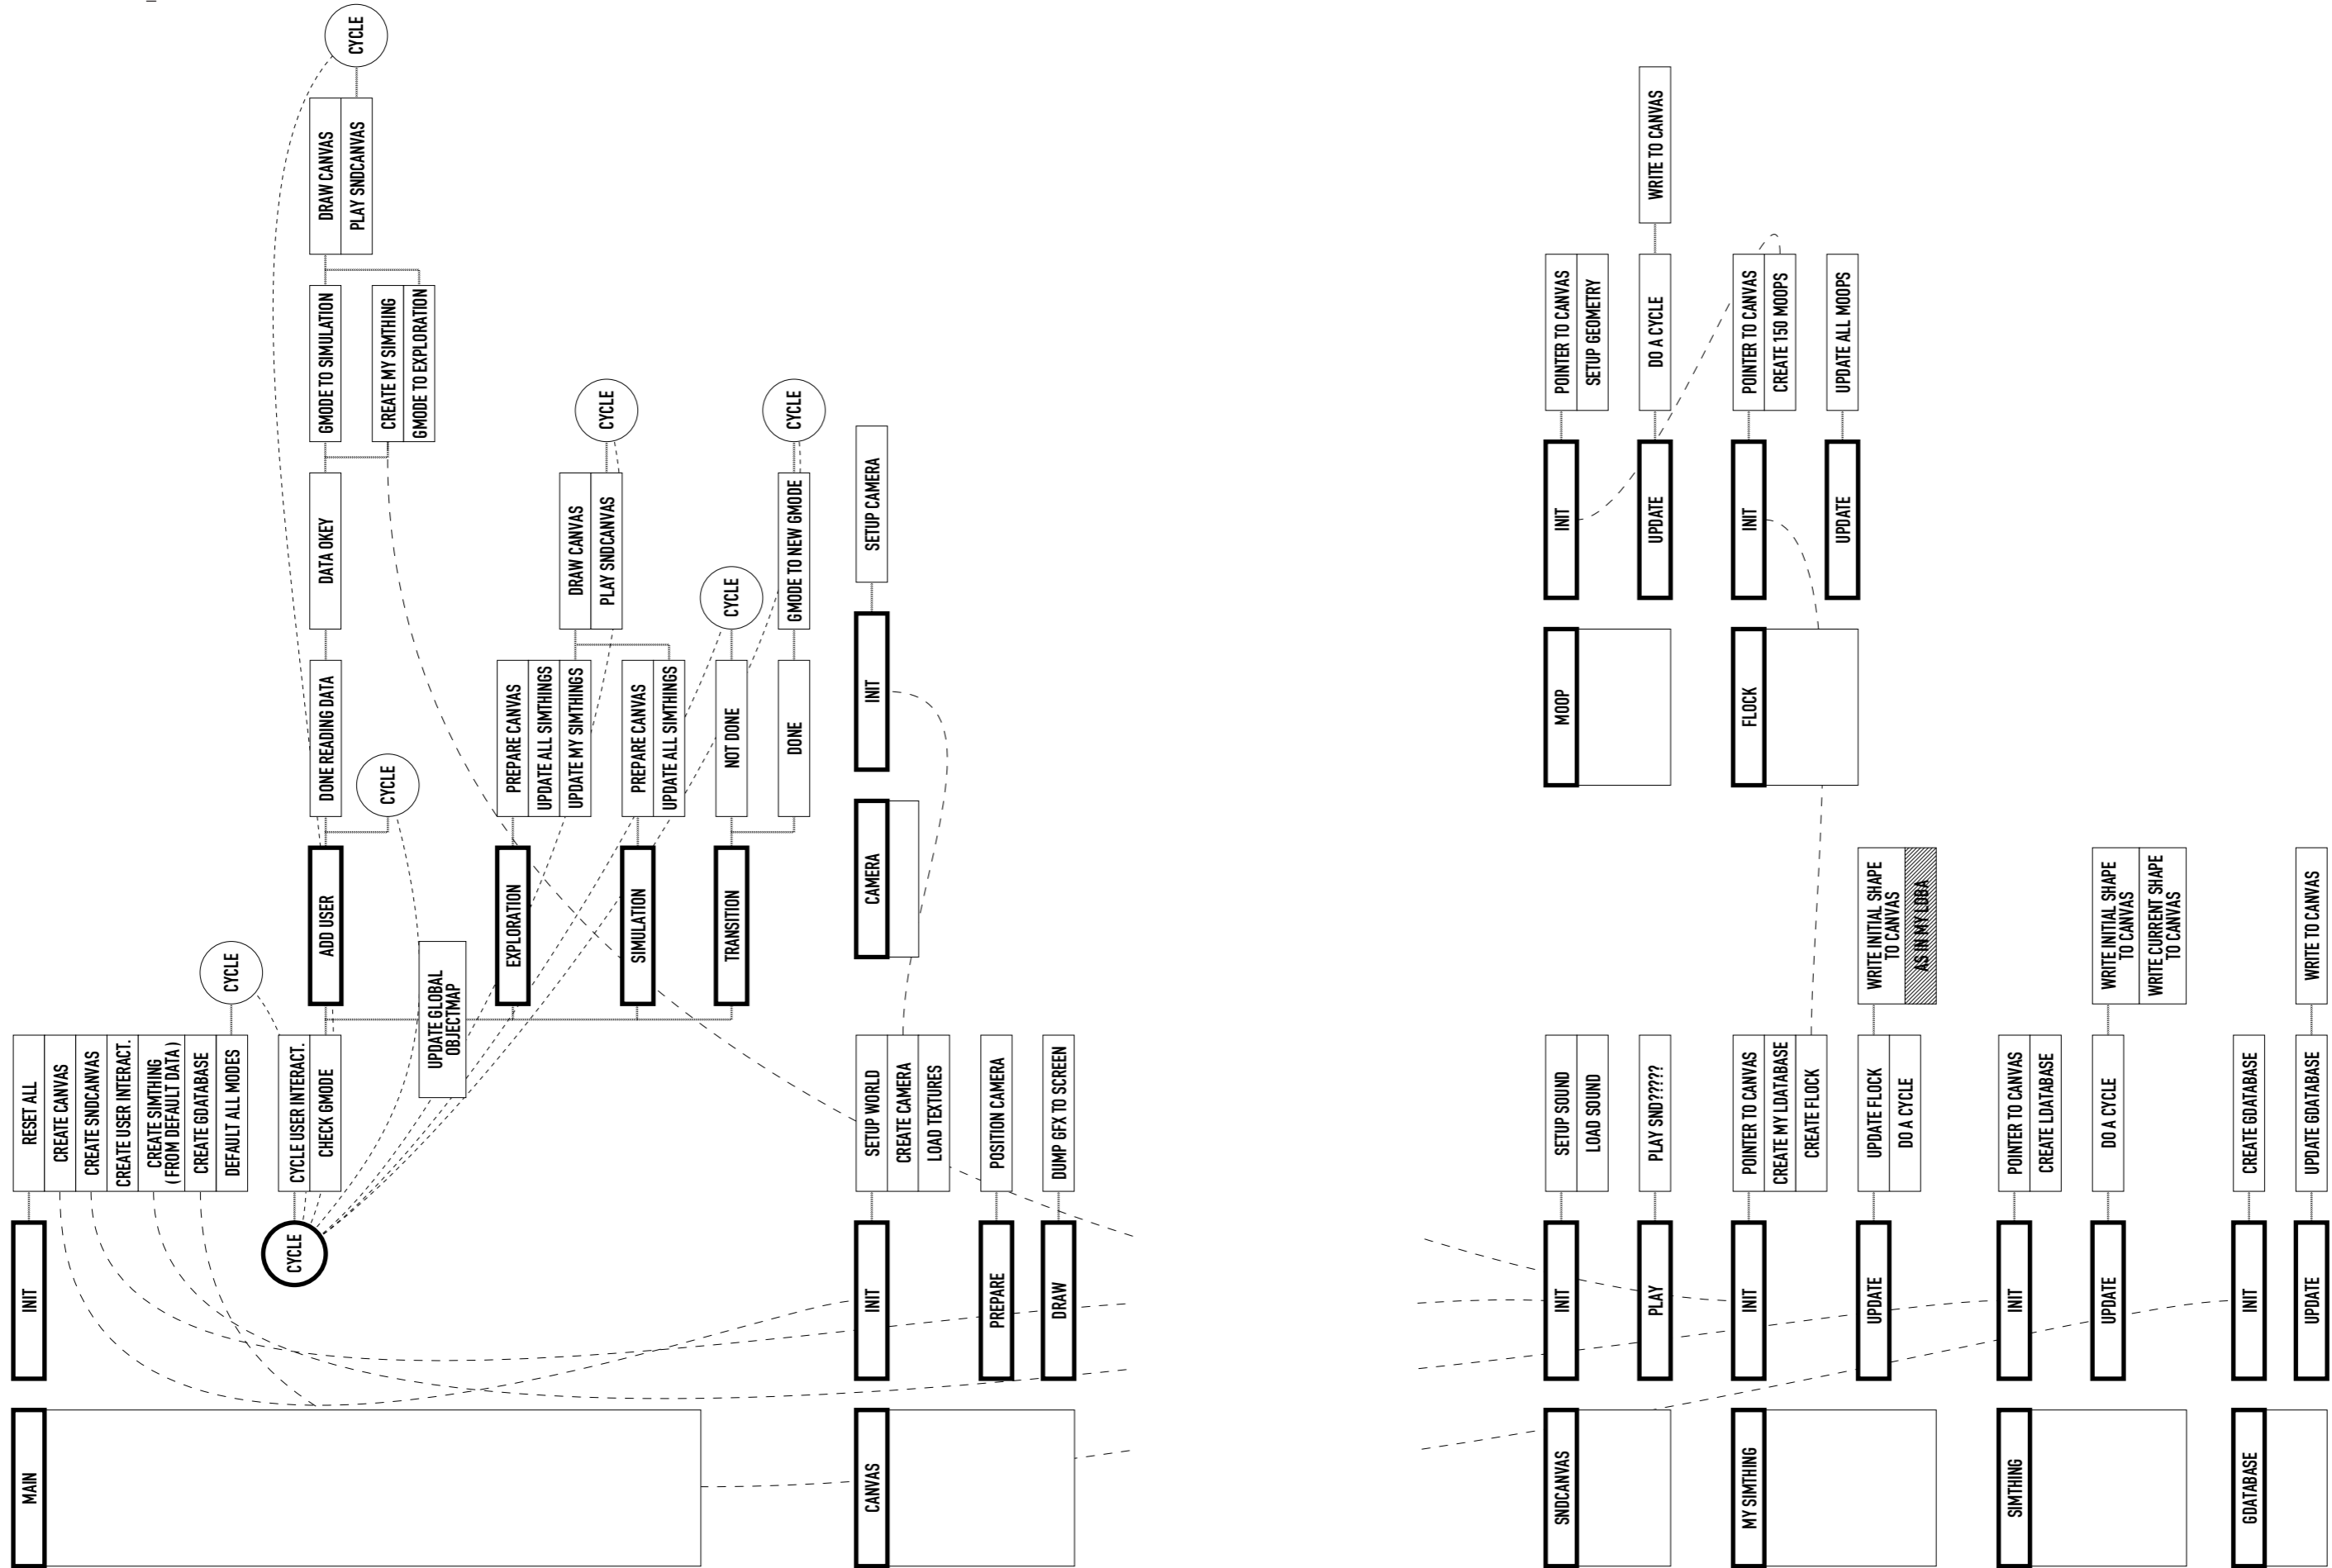 MAIN
INIT
RESET ALL
CREATE CANVAS
CREATE SNDCANVAS
CREATE USER INTERACT.
CREATE SIMTHING
( FROM DEFAULT DATA )
CREATE GDATABASE
DEFAULT ALL MODES
CYCLE
CYCLE
CYCLE USER INTERACT.
CHECK GMODE
ADD USER
DONE READING DATA
DATA OKEY
GMODE TO SIMULATION
DRAW CANVAS
PLAY SNDCANVAS
CYCLE
CYCLE
CREATE MY SIMTHING
GMODE TO EXPLORATION
UPDATE GLOBAL
OBJECTMAP
EXPLORATION
PREPARE CANVAS
UPDATE ALL SIMTHINGS
UPDATE MY SIMTHINGS
DRAW CANVAS
PLAY SNDCANVAS
CYCLE
SIMULATION
PREPARE CANVAS
UPDATE ALL SIMTHINGS
TRANSITION
NOT DONE
CYCLE
DONE
GMODE TO NEW GMODE
CYCLE
CANVAS
INIT
SETUP WORLD
CREATE CAMERA
LOAD TEXTURES
CAMERA
INIT
SETUP CAMERA
PREPARE
POSITION CAMERA
DRAW
DUMP GFX TO SCREEN
SNDCANVAS
INIT
SETUP SOUND
LOAD SOUND
PLAY
PLAY SND?????
MOOP
INIT
POINTER TO CANVAS
SETUP GEOMETRY
UPDATE
DO A CYCLE
WRITE TO CANVAS
MY SIMTHING
INIT
POINTER TO CANVAS
CREATE MY LDATABASE
CREATE FLOCK
FLOCK
INIT
POINTER TO CANVAS
CREATE 150 MOOPS
UPDATE
UPDATE ALL MOOPS
UPDATE
UPDATE FLOCK
DO A CYCLE
WRITE INITIAL SHAPE
TO CANVAS
AS IN MY LDBA
SIMTHING
INIT
POINTER TO CANVAS
CREATE LDATABASE
UPDATE
DO A CYCLE
WRITE INITIAL SHAPE
TO CANVAS
WRITE CURRENT SHAPE
TO CANVAS
GDATABASE
INIT
CREATE GDATABASE
UPDATE
UPDATE GDATABASE
WRITE TO CANVAS